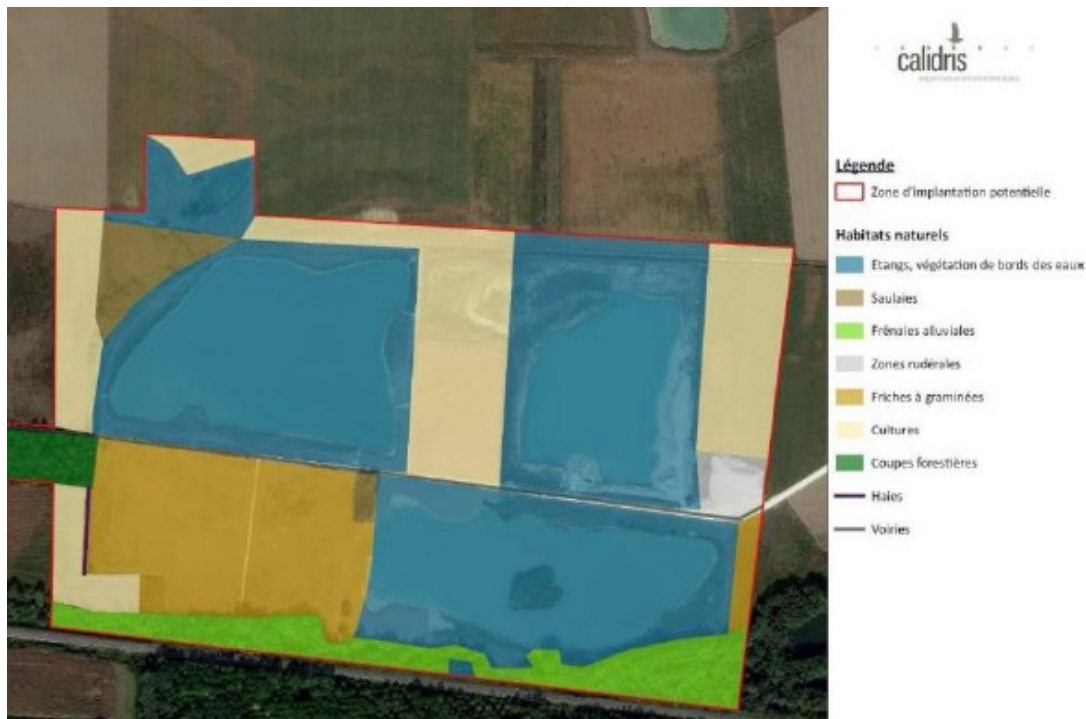 calidris
Légende
Zone d'implantation potentielle
Habitats naturels
Etangs, végétation de bords des eaux
Saulaies
Frênaies alluviales
Zones rudérales
Friches à graminées
Cultures
Coupes forestières
Haies
Voiries